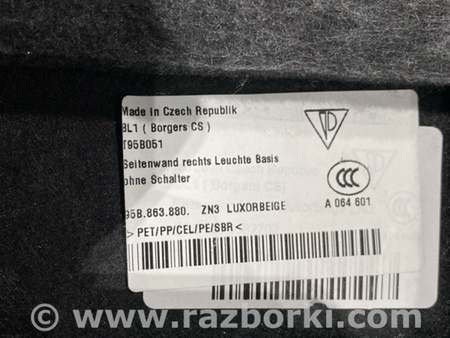 Made in Czech Republik
BL1 ( Borgers CS )
T95B051
Seitenwand rechts Leuchte Basis
ohne Schalter
CCC
95B.863.880. ZN3 LUXORBEIGE
A 064 601
> PET/PP/CEL/PE/SBR <
© www.razborki.com